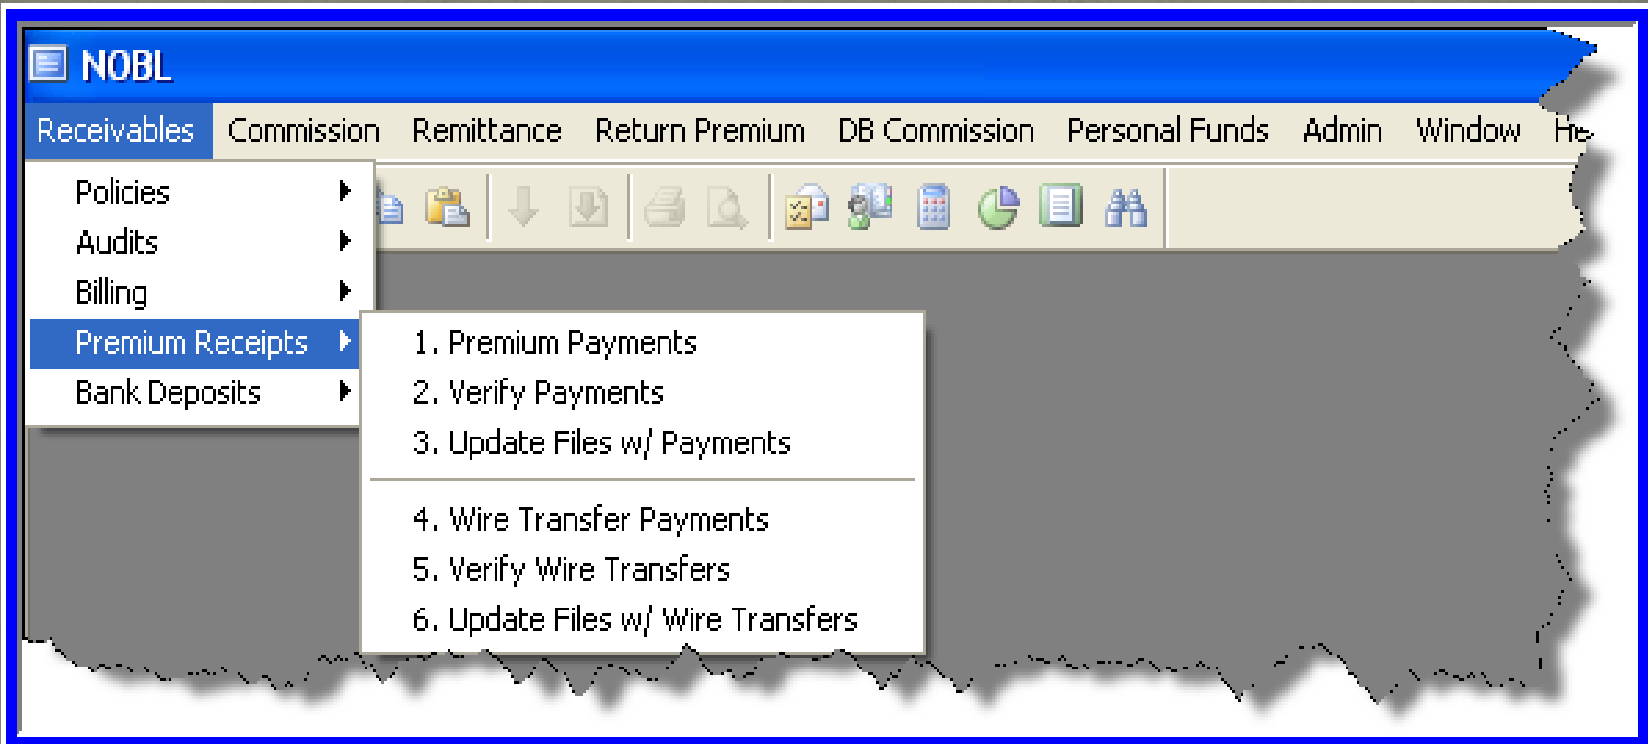 NOBL
Receivables Commission Remittance Return Premium DB Commission Personal Funds Admin Window
Policies
Audits
Billing
Premium Receipts
Bank Deposits
1. Premium Payments
2. Verify Payments
3. Update Files w/ Payments
4. Wire Transfer Payments
5. Verify Wire Transfers
6. Update Files w/ Wire Transfers